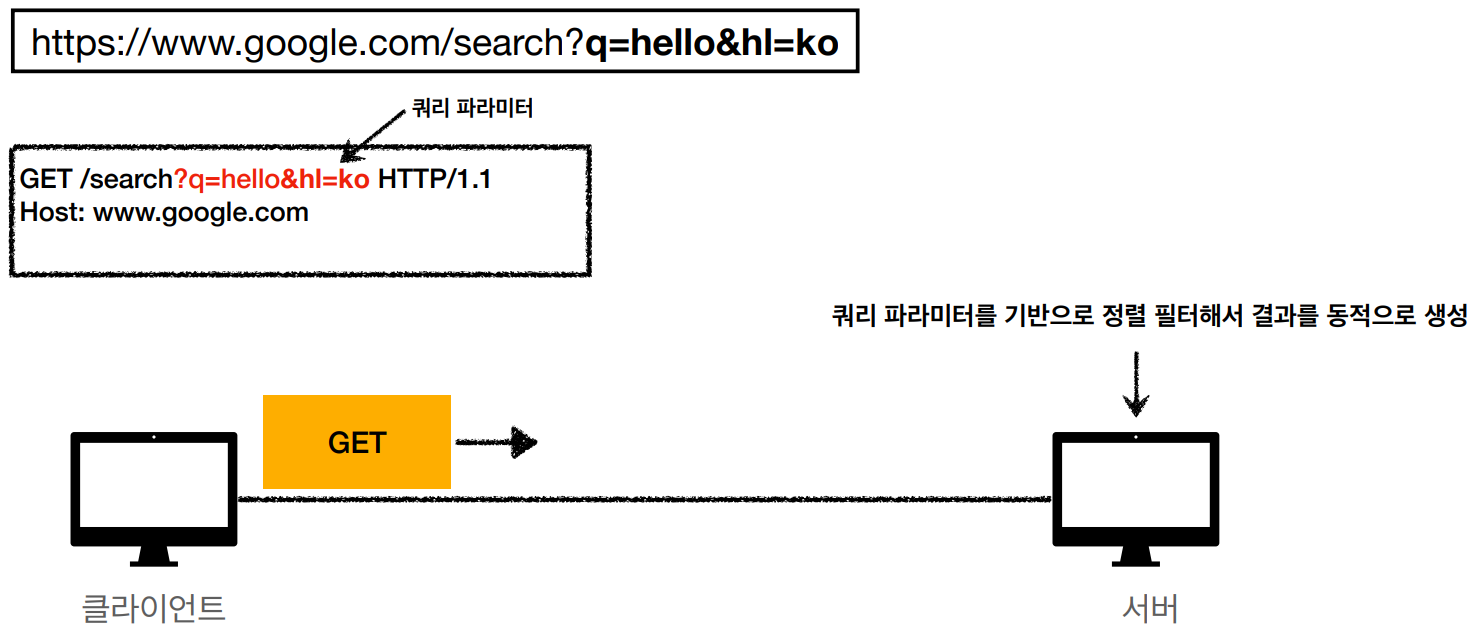 https://www.google.com/search?q=hello&hl=ko
쿼리 파라미터
GET /search?q=hello&hl=ko HTTP/1.1
Host: www.google.com
쿼리 파라미터를 기반으로 정렬 필터해서 결과를 동적으로 생성
GET
클라이언트
서버